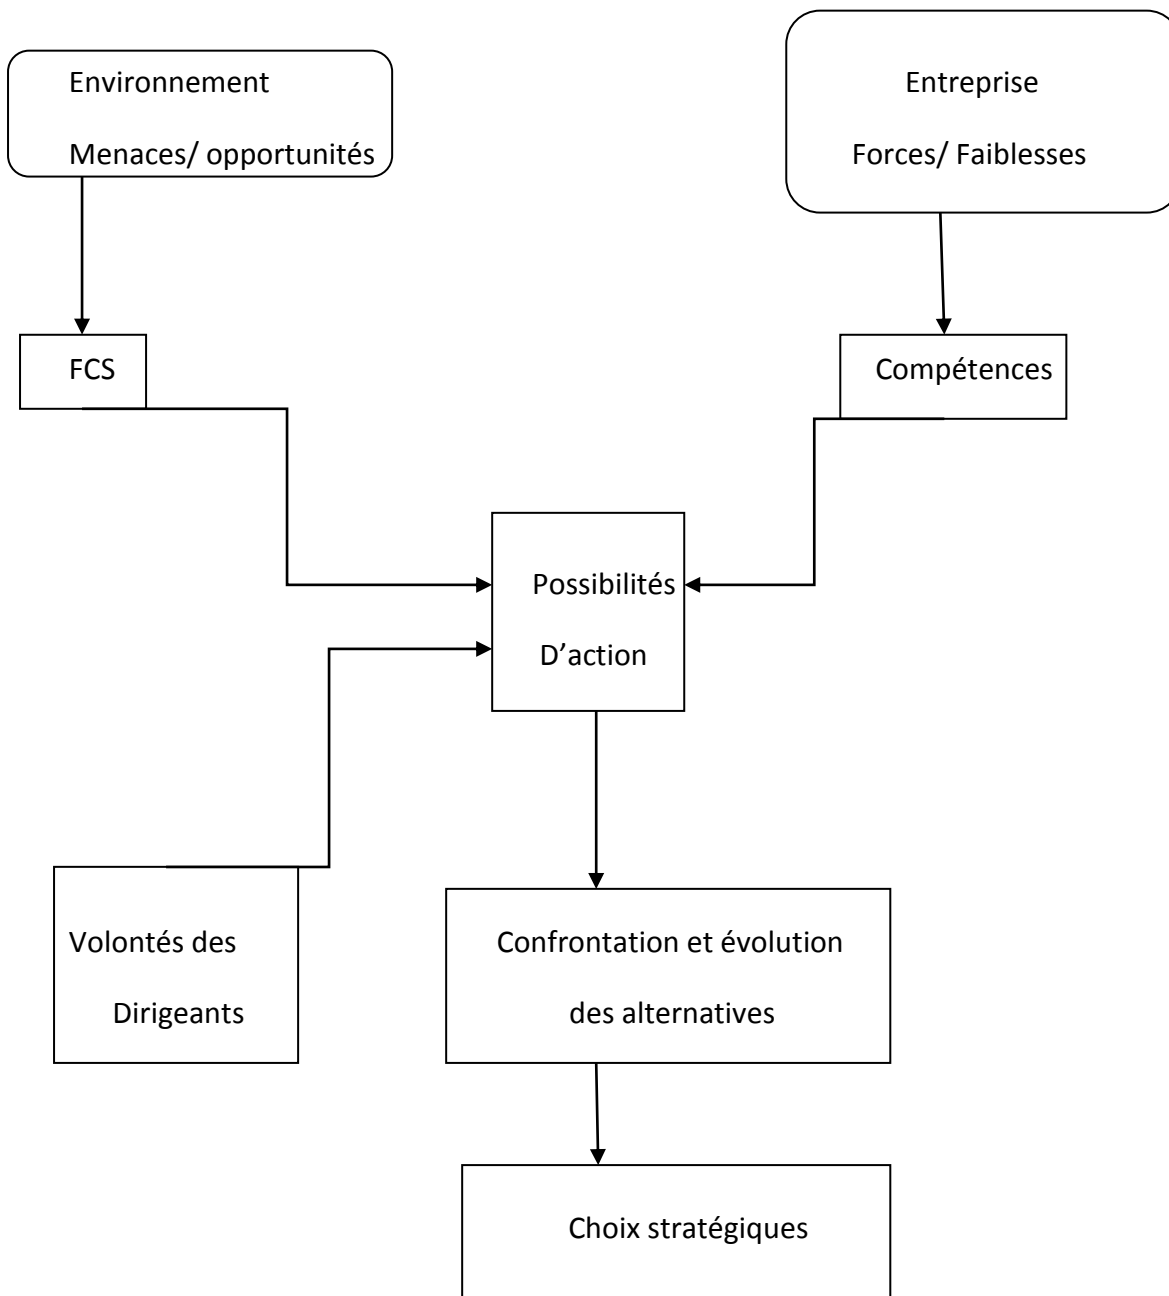 Environnement
Menaces/ opportunités
Entreprise
Forces/ Faiblesses
FCS
Compétences
Possibilités
D’action
Volontés des
Dirigeants
Confrontation et évolution
des alternatives
Choix stratégiques